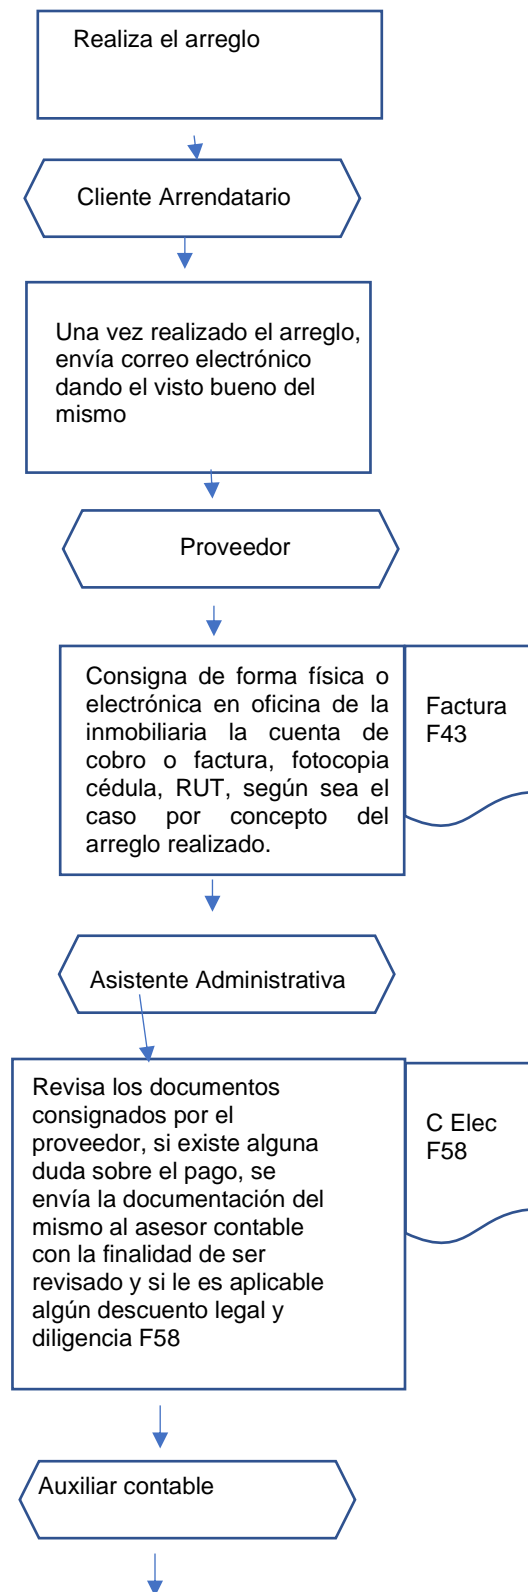 Realiza el arreglo
Cliente Arrendatario
Una vez realizado el arreglo,
envía correo electrónico
dando el visto bueno del
mismo
Proveedor
Consigna de forma física o
electrónica en oficina de la
inmobiliaria la cuenta de
cobro o factura, fotocopia
cédula, RUT, según sea el
caso por concepto del
arreglo realizado.
Factura
F43
Asistente Administrativa
Revisa los documentos
consignados por el
proveedor, si existe alguna
duda sobre el pago, se
envía la documentación del
mismo al asesor contable
con la finalidad de ser
revisado y si le es aplicable
algún descuento legal y
diligencia F58
C Elec
F58
Auxiliar contable